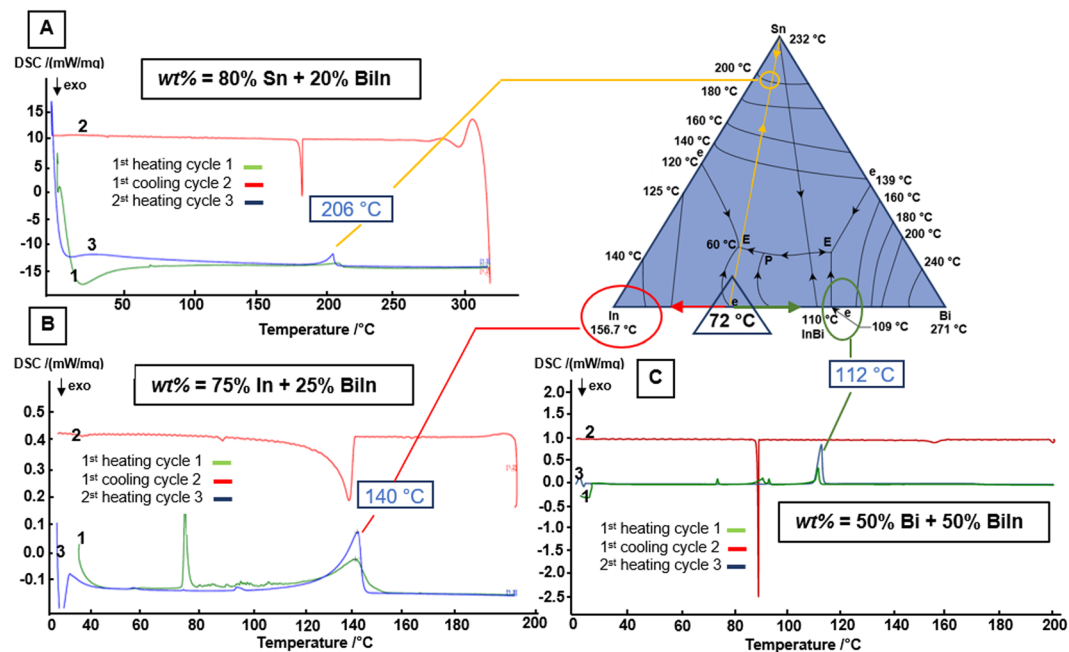 A
DSC /(mW/mg)
exo
wt% = 80% Sn + 20% BiIn
15
10
5
0
-5
-10
-15
2
1st heating cycle 1
1st cooling cycle 2
2nd heating cycle 3
206 °C
3
1
50
100
150
200
250
300
Temperature /°C
Sn
232 °C
200 °C
180 °C
160 °C
140 °C
e
120 °C
125 °C
140 °C
e
139 °C
160 °C
180 °C
200 °C
240 °C
60 °C
E
P
E
e
In
156.7 °C
72 °C
110 °C
InBi
e
109 °C
Bi
271 °C
B
DSC /(mW/mg)
exo
wt% = 75% In + 25% BiIn
0.5
0.4
0.3
0.2
0.1
0.0
-0.1
2
1st heating cycle 1
1st cooling cycle 2
2nd heating cycle 3
140 °C
3
1
40
60
80
100
120
140
160
200
Temperature /°C
C
DSC /(mW/mg)
exo
112 °C
2.0
1.5
1.0
0.5
0.0
-0.5
-1.0
-1.5
-2.0
-2.5
2
3
1
1st heating cycle 1
1st cooling cycle 2
2nd heating cycle 3
wt% = 50% Bi + 50% BiIn
40
60
80
100
120
140
160
180
200
Temperature /°C